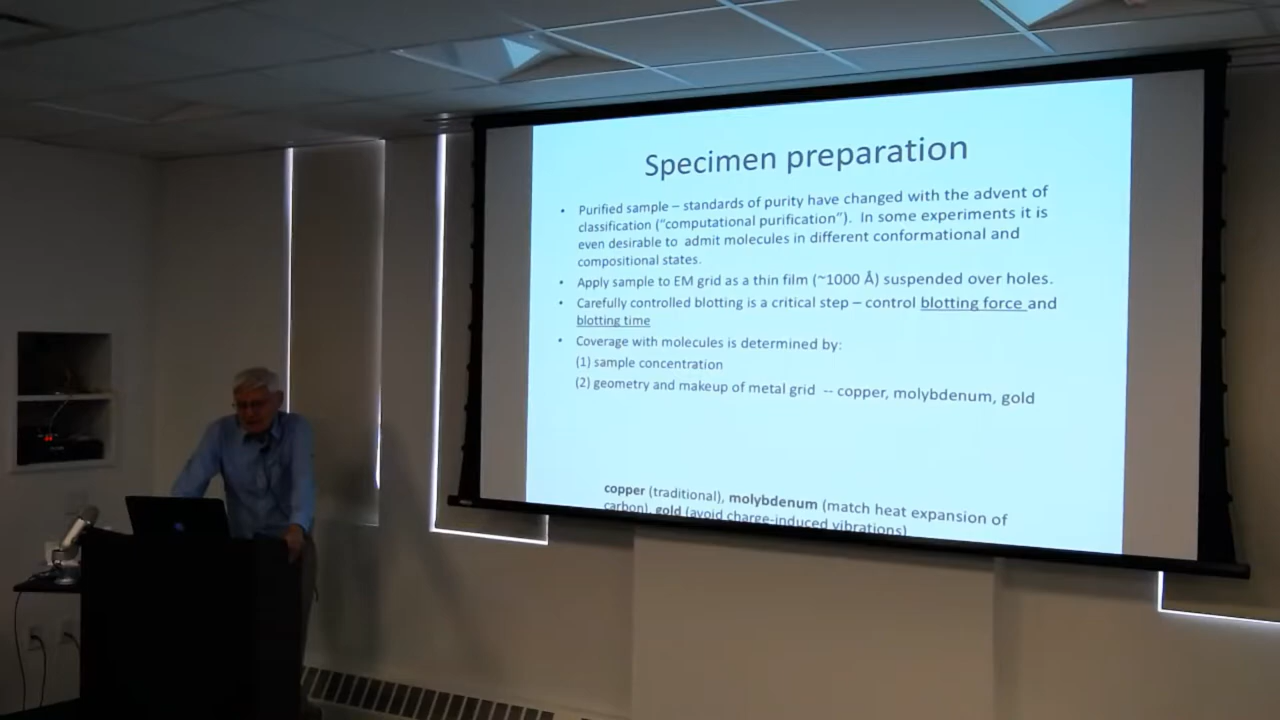 Specimen preparation
• Purified sample – standards of purity have changed with the advent of
classification ("computational purification"). In some experiments it is
even desirable to admit molecules in different conformational and
compositional states.
• Apply sample to EM grid as a thin film (~1000 Å) suspended over holes.
• Carefully controlled blotting is a critical step – control blotting force and
blotting time
• Coverage with molecules is determined by:
(1) sample concentration
(2) geometry and makeup of metal grid -- copper, molybdenum, gold
copper (traditional), molybdenum (match heat expansion of
carbon), gold (avoid charge-induced vibrations)